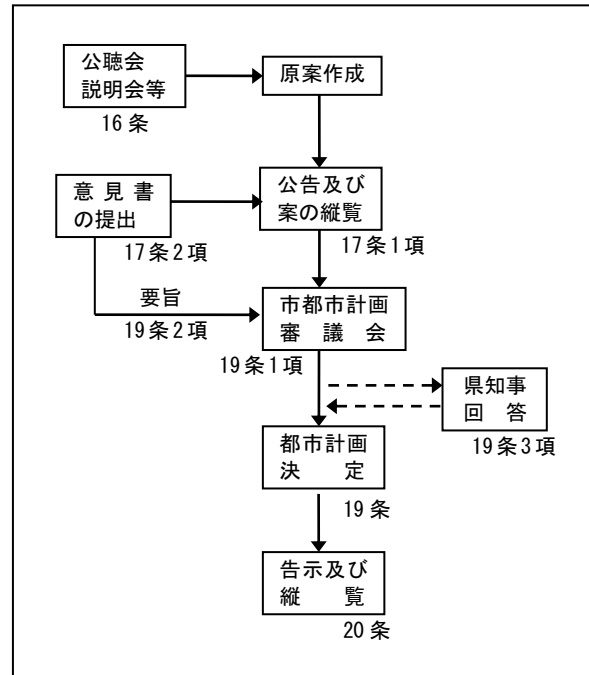 公聴会
説明会等
16条
原案作成
意見書
の提出
17条2項
公告及び
案の縦覧
17条1項
要旨
19条2項
市都市計画
審議会
19条1項
県知事
回答
19条3項
都市計画
決定
19条
告示及び
縦覧
20条